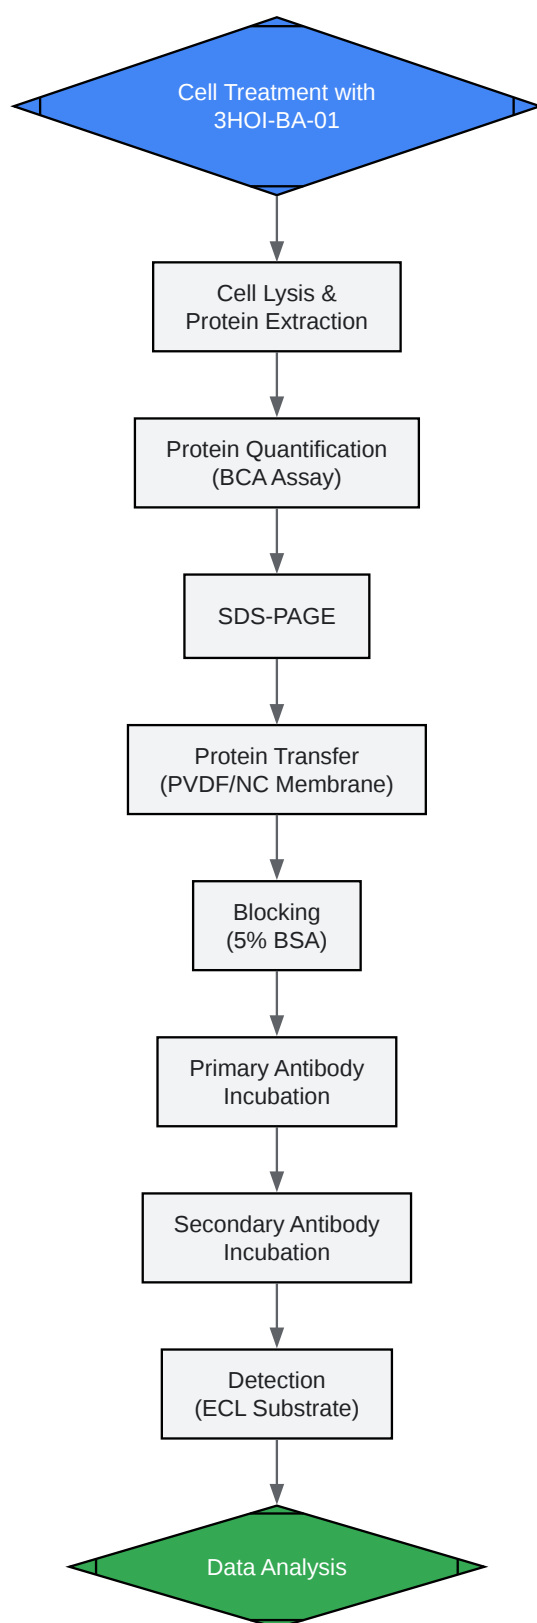 Cell Treatment with
3HOI-BA-01
Cell Lysis &
Protein Extraction
Protein Quantification
(BCA Assay)
SDS-PAGE
Protein Transfer
(PVDF/NC Membrane)
Blocking
(5% BSA)
Primary Antibody
Incubation
Secondary Antibody
Incubation
Detection
(ECL Substrate)
Data Analysis